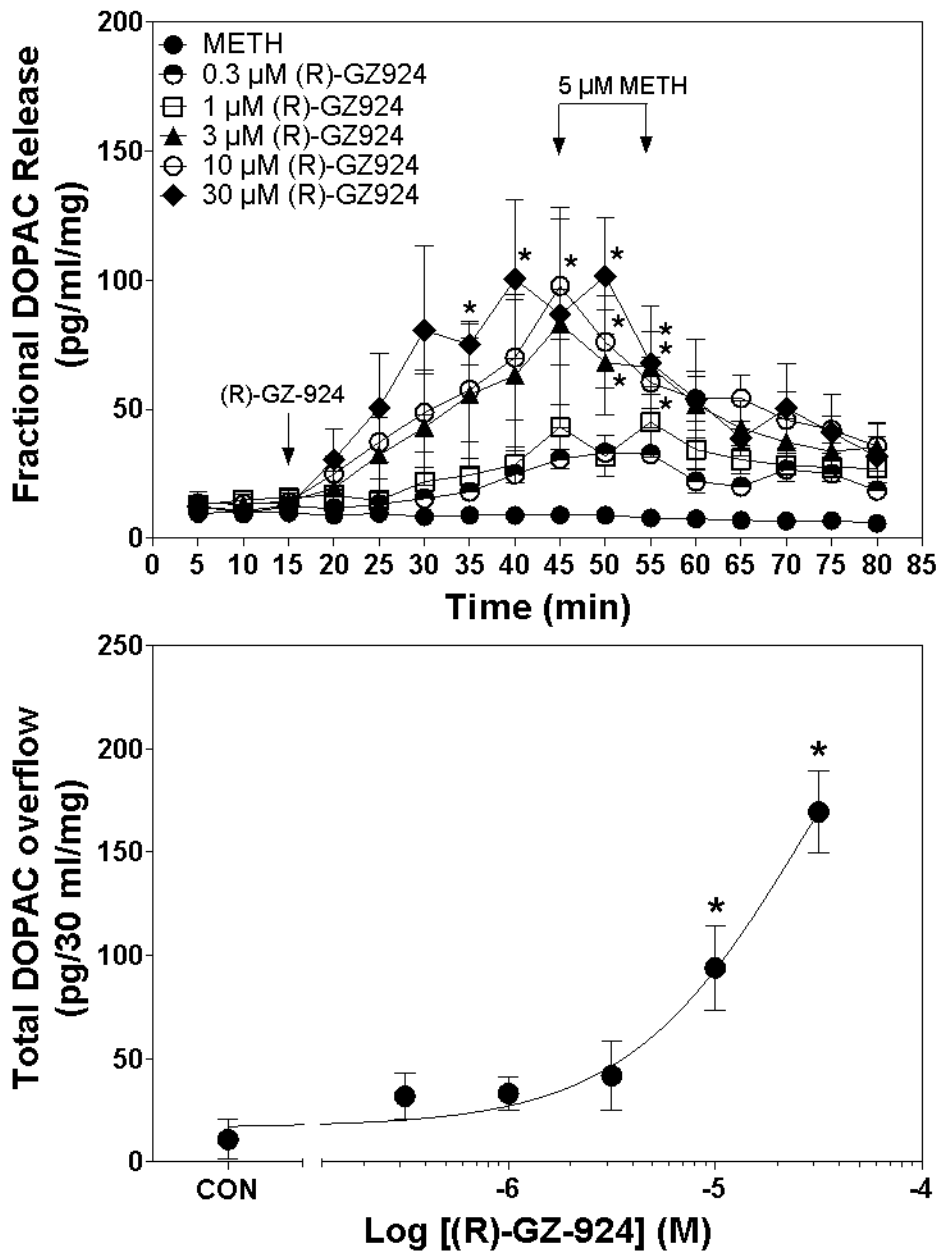 Fractional DOPAC Release
(pg/ml/mg)
200
150
100
50
0
METH
0.3 µM (R)-GZ924
1 µM (R)-GZ924
3 µM (R)-GZ924
10 µM (R)-GZ924
30 µM (R)-GZ924
5 µM METH
(R)-GZ-924
* * * * * * * * *
0 5 10 15 20 25 30 35 40 45 50 55 60 65 70 75 80 85
Time (min)
Total DOPAC overflow
(pg/30 ml/mg)
250
200
150
100
50
0
*
*
CON -6 -5 -4
Log [(R)-GZ-924] (M)